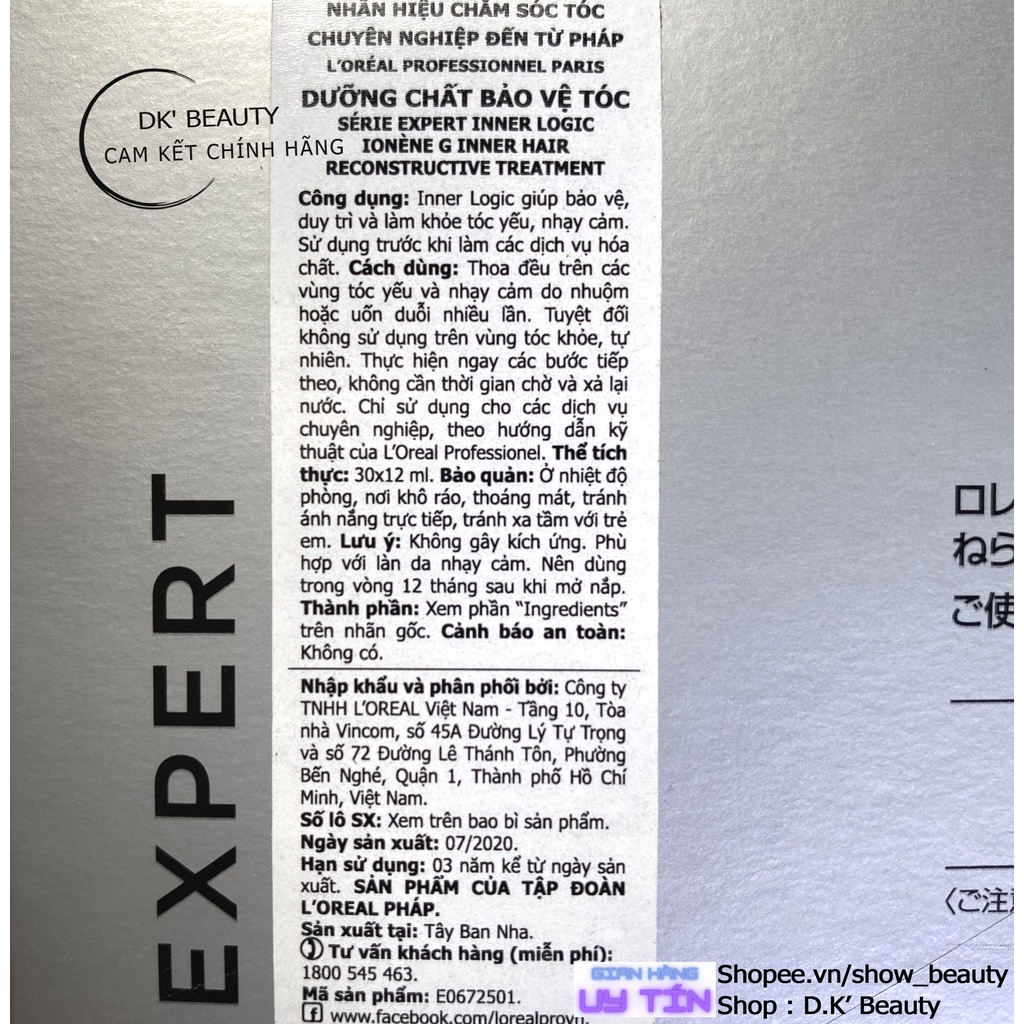 NHÃN HIỆU CHĂM SÓC TÓC
CHUYÊN NGHIỆP ĐẾN TỪ PHÁP
L'ORÉAL PROFESSIONNEL PARIS
DƯỠNG CHẤT BẢO VỆ TÓC
SÉRIE EXPERT INNER LOGIC
IONÈNE G INNER HAIR
RECONSTRUCTIVE TREATMENT
DK' BEAUTY
CAM KẾT CHÍNH HÃNG
Công dụng: Inner Logic giúp bảo vệ,
duy trì và làm khỏe tóc yếu, nhạy cảm.
Sử dụng trước khi làm các dịch vụ hóa
chất. Cách dùng: Thoa đều trên các
vùng tóc yếu và nhạy cảm do nhuộm
hoặc uốn duỗi nhiều lần. Tuyệt đối
không sử dụng trên vùng tóc khỏe, tự
nhiên. Thực hiện ngay các bước tiếp
theo, không cần thời gian chờ và xả lại
nước. Chỉ sử dụng cho các dịch vụ
chuyên nghiệp, theo hướng dẫn kỹ
thuật của L'Oreal Professionel. Thể tích
thực: 30x12 ml. Bảo quản: Ở nhiệt độ
phòng, nơi khô ráo, thoáng mát, tránh
ánh nắng trực tiếp, tránh xa tầm với trẻ
em. Lưu ý: Không gây kích ứng. Phù
hợp với làn da nhạy cảm. Nên dùng
trong vòng 12 tháng sau khi mở nắp.
Thành phần: Xem phần "Ingredients"
trên nhãn gốc. Cảnh báo an toàn:
Không có.
Nhập khẩu và phân phối bởi: Công ty
TNHH L'OREAL Việt Nam - Tầng 10, Tòa
nhà Vincom, số 45A Đường Lý Tự Trọng
và số 72 Đường Lê Thánh Tôn, Phường
Bến Nghé, Quận 1, Thành phố Hồ Chí
Minh, Việt Nam.
Số lô SX: Xem trên bao bì sản phẩm.
Ngày sản xuất: 07/2020.
Hạn sử dụng: 03 năm kể từ ngày sản
xuất. SẢN PHẨM CỦA TẬP ĐOÀN
L'OREAL PHÁP.
Sản xuất tại: Tây Ban Nha.
Tư vấn khách hàng (miễn phí):
1800 545 463.
Mã sản phẩm: E0672501.
www.facebook.com/lorealprovn.
EXPERT
ロレ
ねら
ご使
〈ご注意
GIAN HÀNG
UY TÍN
Shopee.vn/show_beauty
Shop : D.K' Beauty